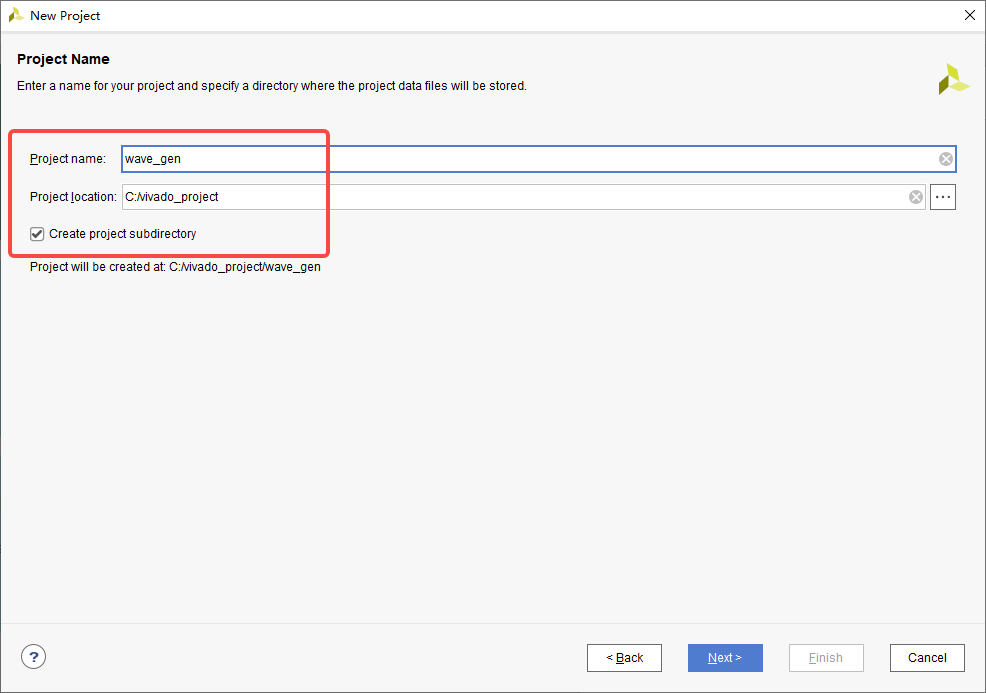 New Project
Project Name
Enter a name for your project and specify a directory where the project data files will be stored.
Project name: wave_gen
Project location: C:/vivado_project
Create project subdirectory
Project will be created at: C:/vivado_project/wave_gen
? < Back Next > Finish Cancel